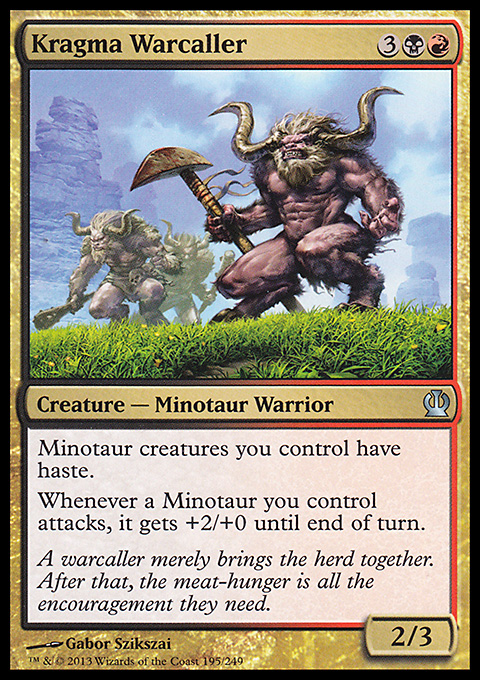 Kragma Warcaller 3
Creature — Minotaur Warrior
Minotaur creatures you control have
haste.
Whenever a Minotaur you control
attacks, it gets +2/+0 until end of turn.
A warcaller merely brings the herd together.
After that, the meat-hunger is all the
encouragement they need.
Gabor Szikszai
2/3
™ & © 2013 Wizards of the Coast 195/249